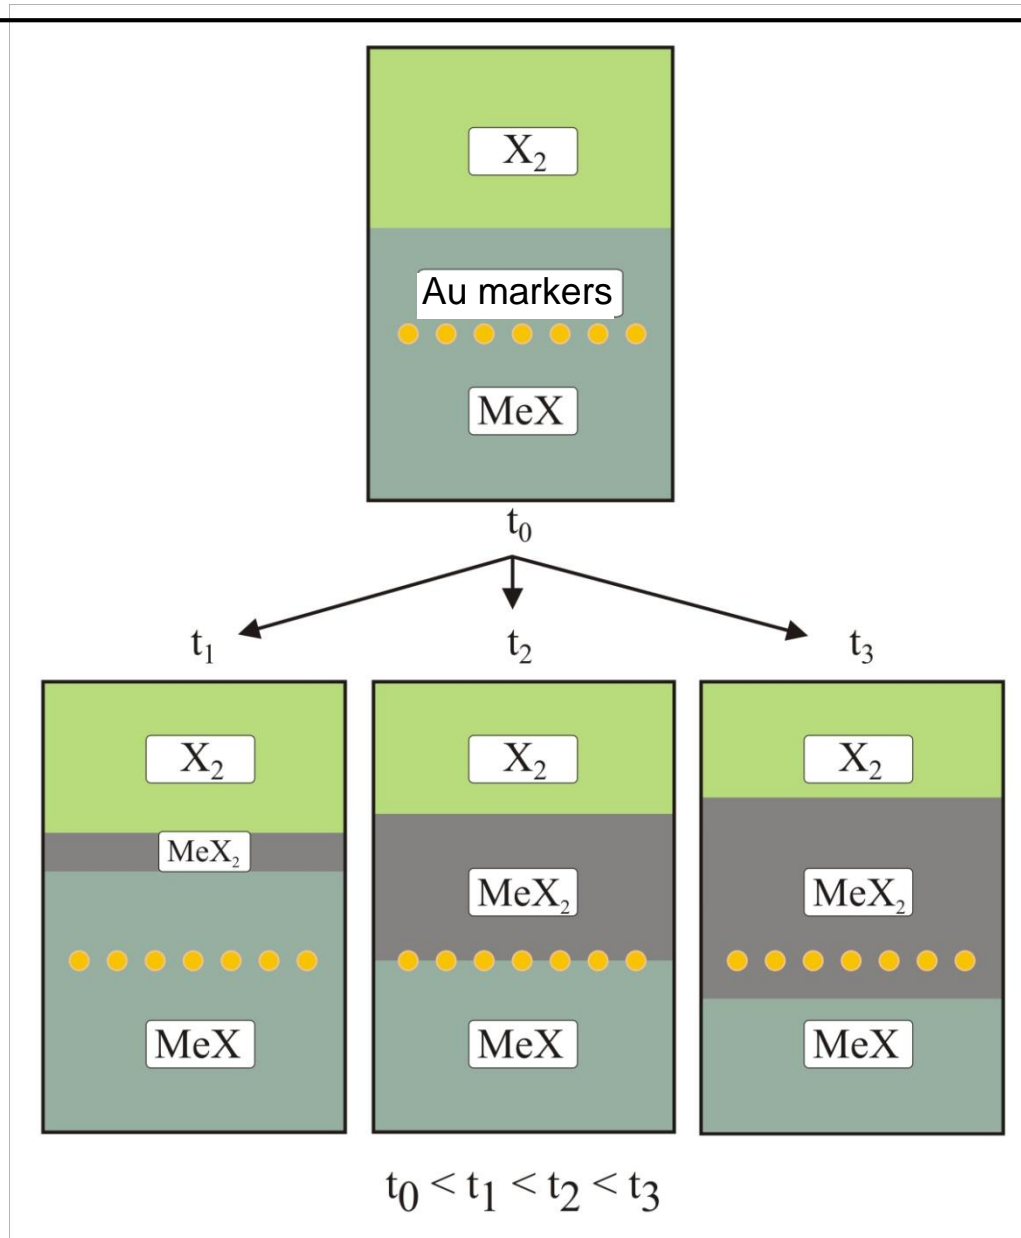 X₂
Au markers
MeX
t₀
t₁ t₂ t₃
X₂ X₂ X₂
MeX₂ MeX₂ MeX₂
MeX MeX MeX
t₀ < t₁ < t₂ < t₃